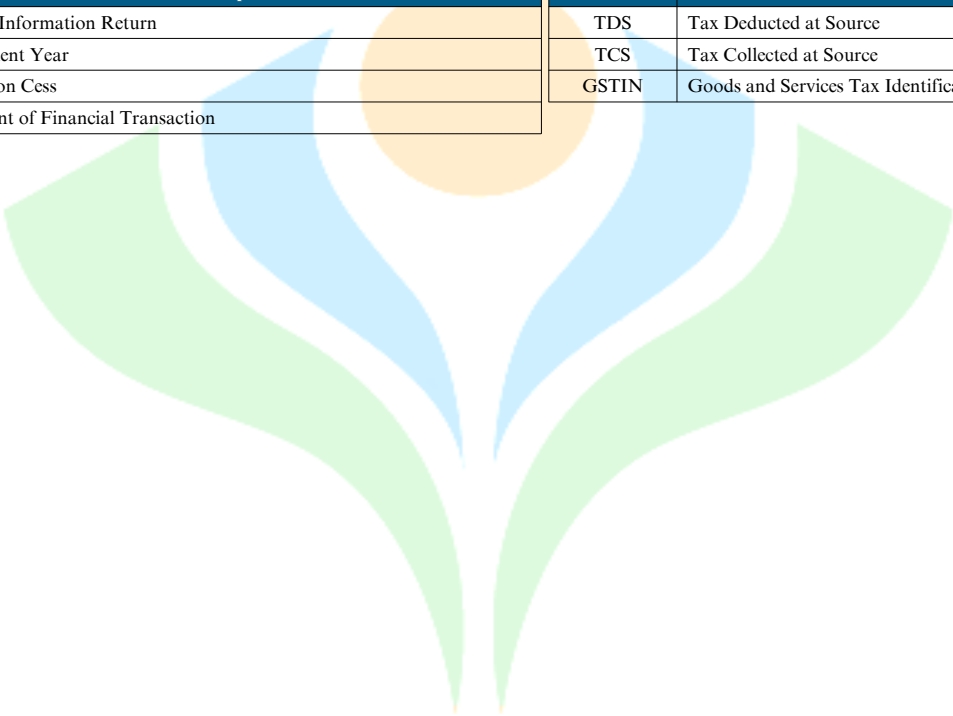 Information Return
TDS Tax Deducted at Source
ent Year
TCS Tax Collected at Source
on Cess
GSTIN Goods and Services Tax Identifica
nt of Financial Transaction